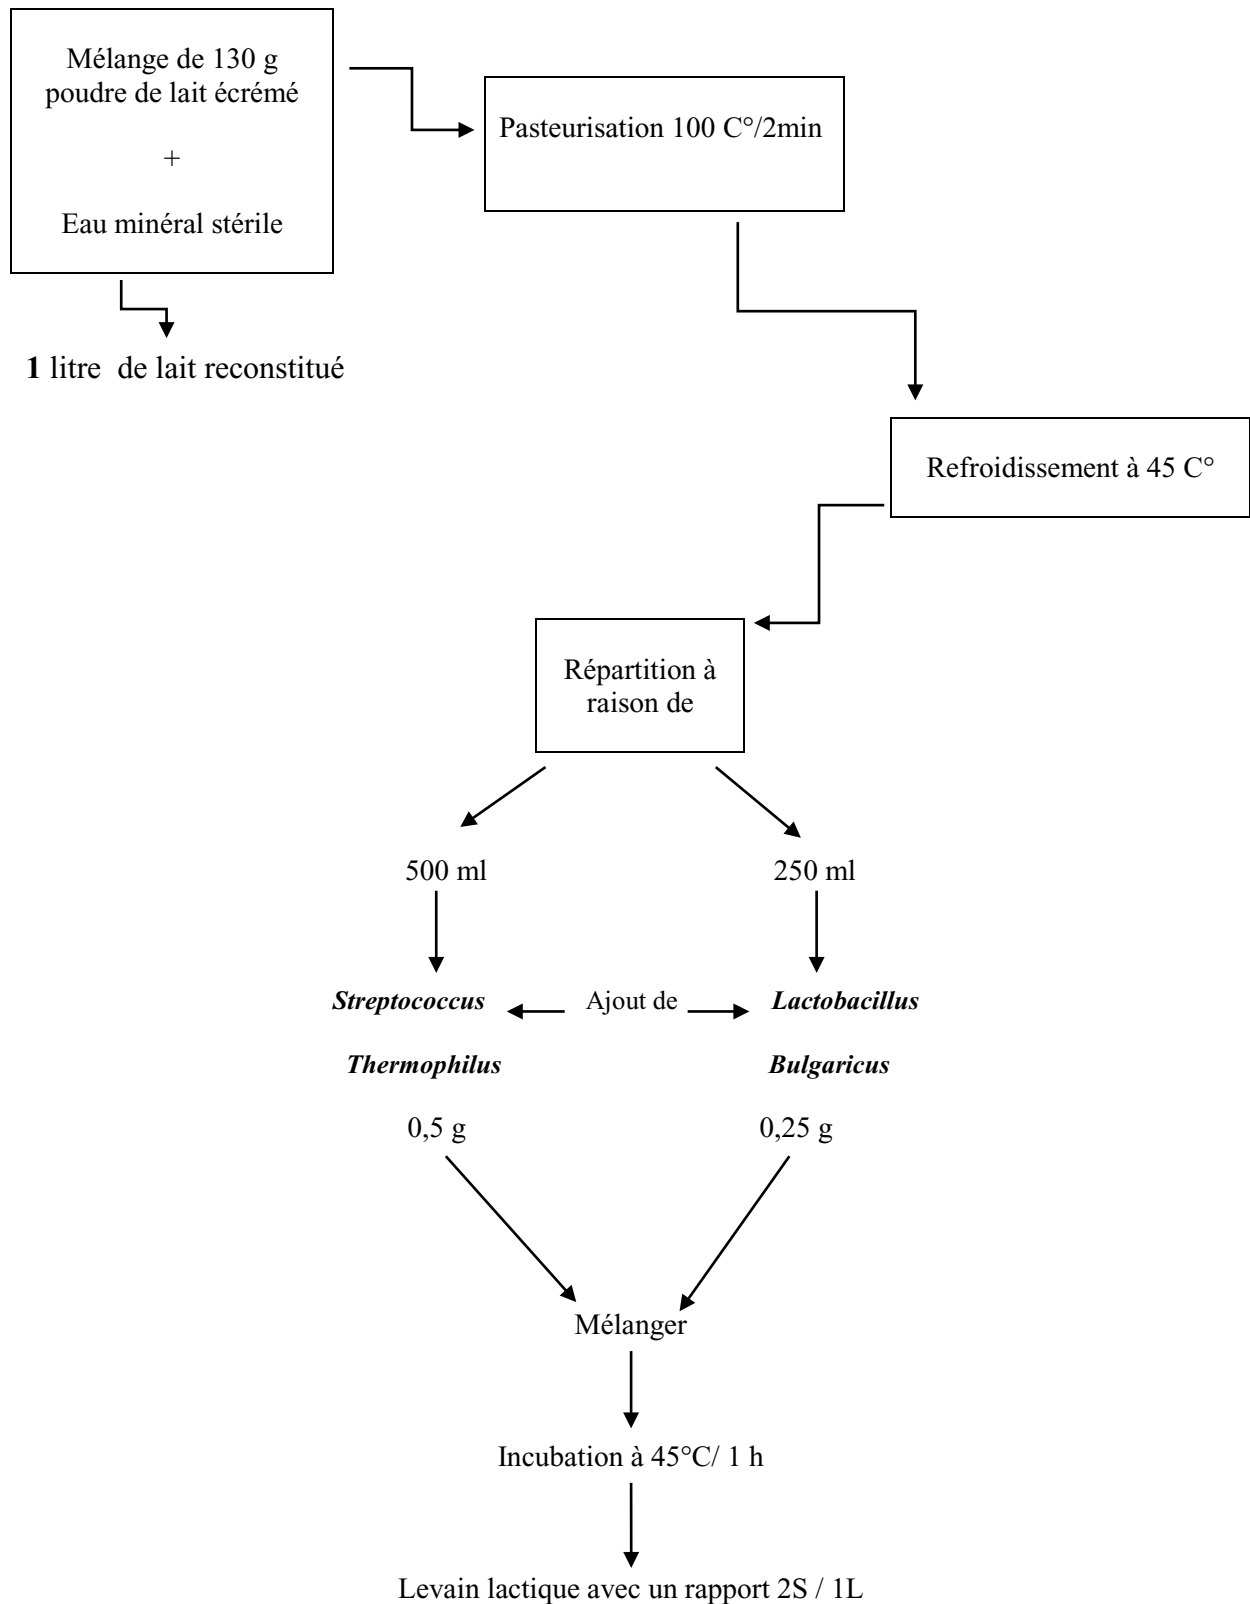 Mélange de 130 g
poudre de lait écrémé
+
Eau minéral stérile
Pasteurisation 100 C°/2min
1 litre de lait reconstitué
Refroidissement à 45 C°
Répartition à
raison de
500 ml
250 ml
Streptococcus
Ajout de
Lactobacillus
Thermophilus
Bulgaricus
0,5 g
0,25 g
Mélanger
Incubation à 45°C/ 1 h
Levain lactique avec un rapport 2S / 1L